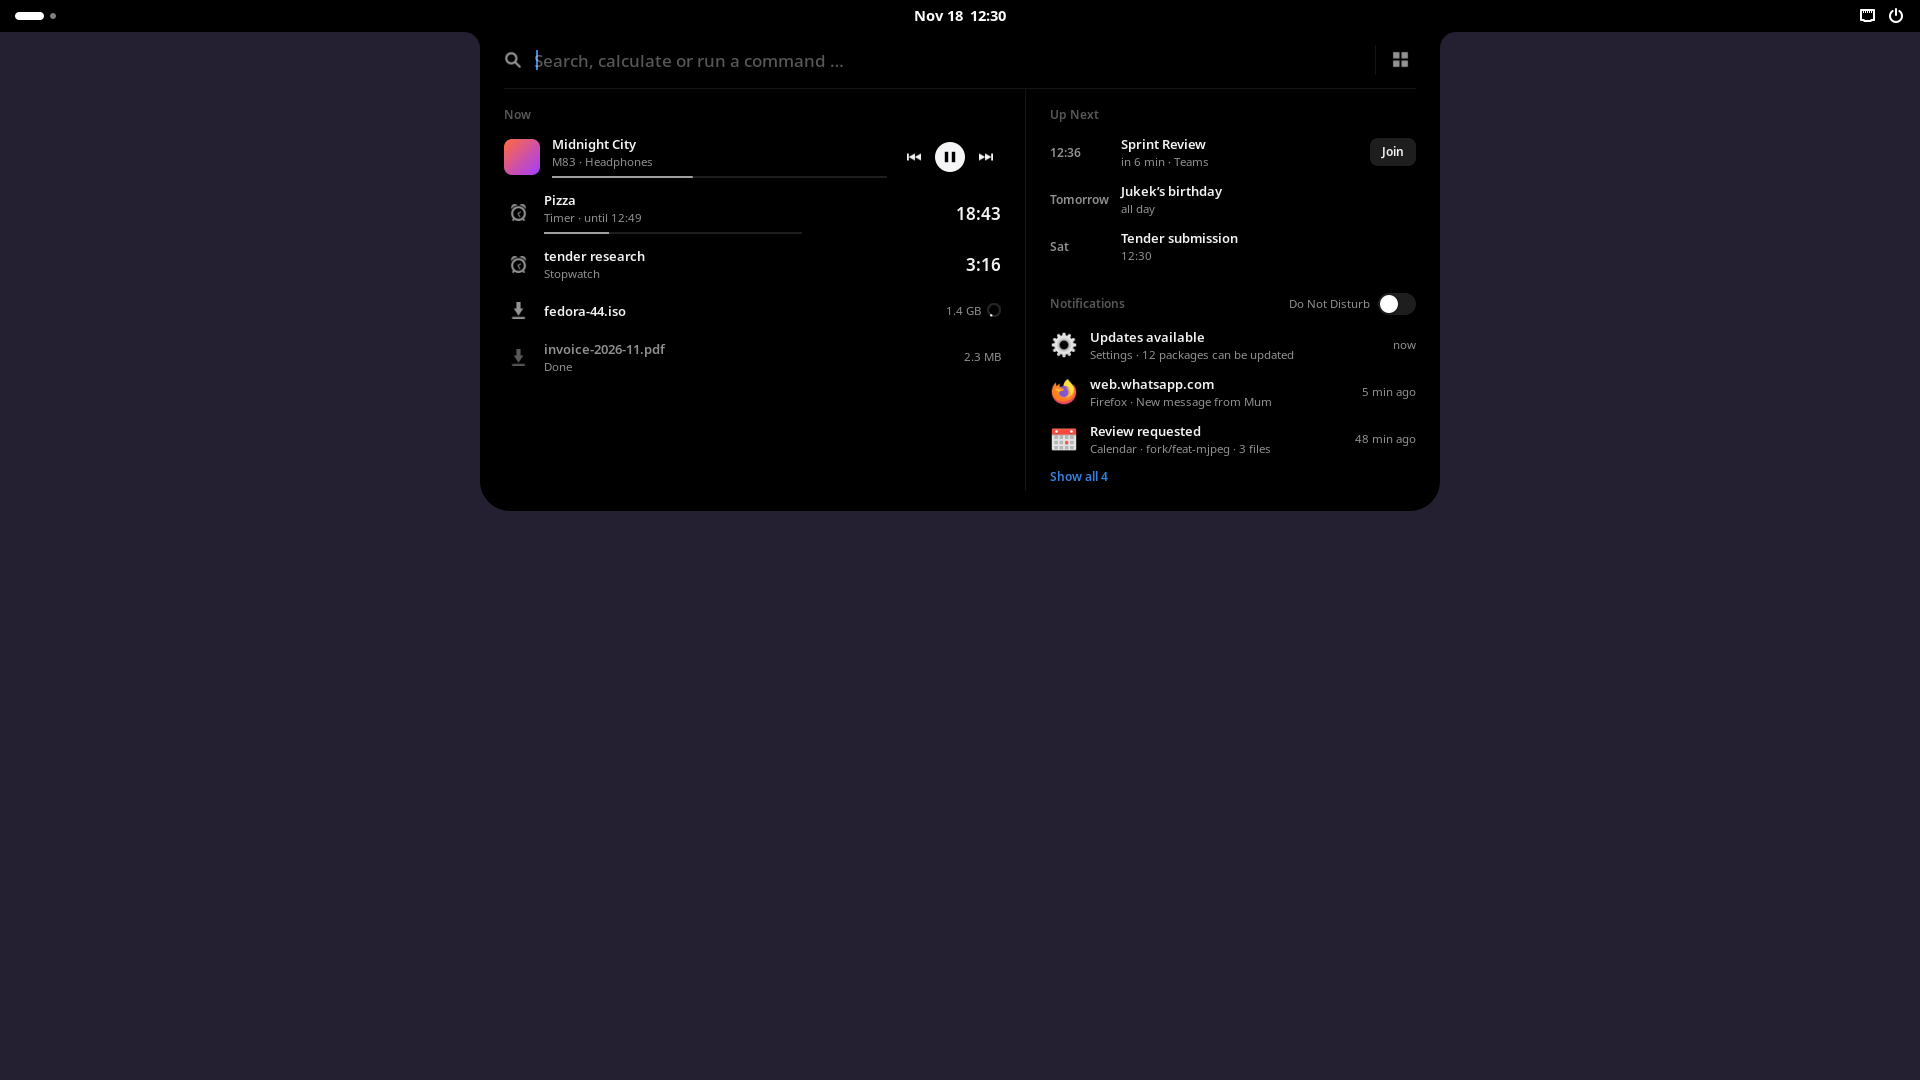 Nov 18 12:30
Search, calculate or run a command ...
Now
Midnight City
M83 · Headphones
Pizza
Timer · until 12:49
18:43
tender research
Stopwatch
3:16
fedora-44.iso
1.4 GB
invoice-2026-11.pdf
Done
2.3 MB
Up Next
12:36
Sprint Review
in 6 min · Teams
Join
Tomorrow
Jukek’s birthday
all day
Sat
Tender submission
12:30
Notifications
Do Not Disturb
Updates available
Settings · 12 packages can be updated
now
web.whatsapp.com
Firefox · New message from Mum
5 min ago
Review requested
Calendar · fork/feat-mjpeg · 3 files
48 min ago
Show all 4